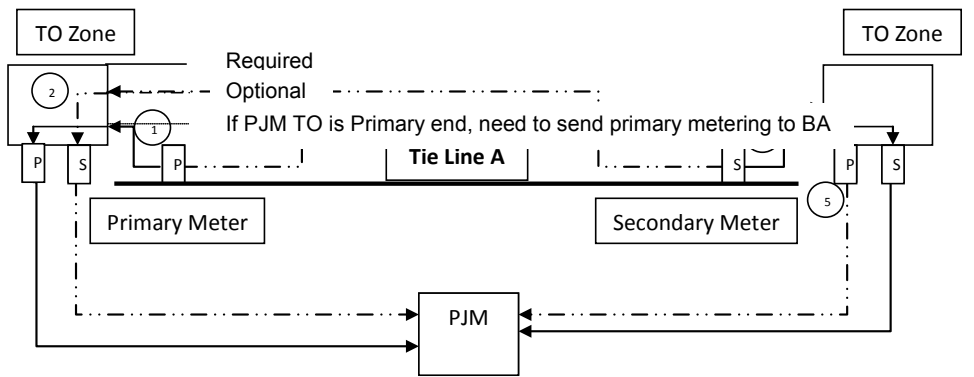 TO Zone
TO Zone
Required
2
Optional
1
If PJM TO is Primary end, need to send primary metering to BA
P
S
P
Tie Line A
S
P
S
5
Primary Meter
Secondary Meter
PJM